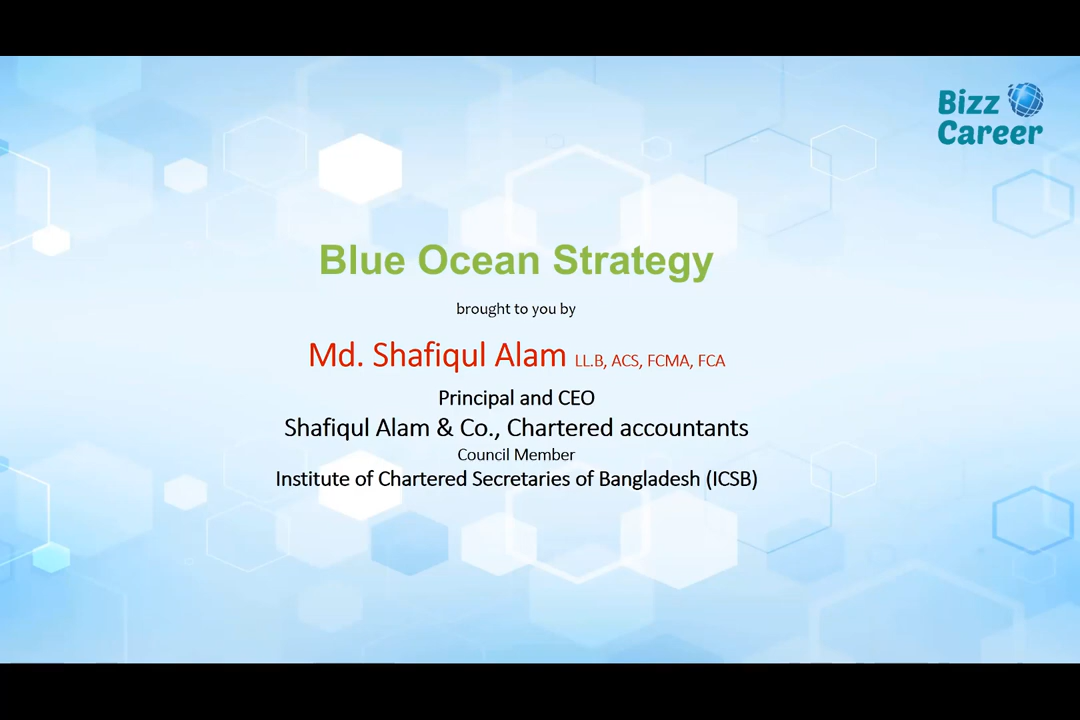 Bizz
Career
Blue Ocean Strategy
brought to you by
Md. Shafiqul Alam LL.B, ACS, FCMA, FCA
Principal and CEO
Shafiqul Alam & Co., Chartered accountants
Council Member
Institute of Chartered Secretaries of Bangladesh (ICSB)